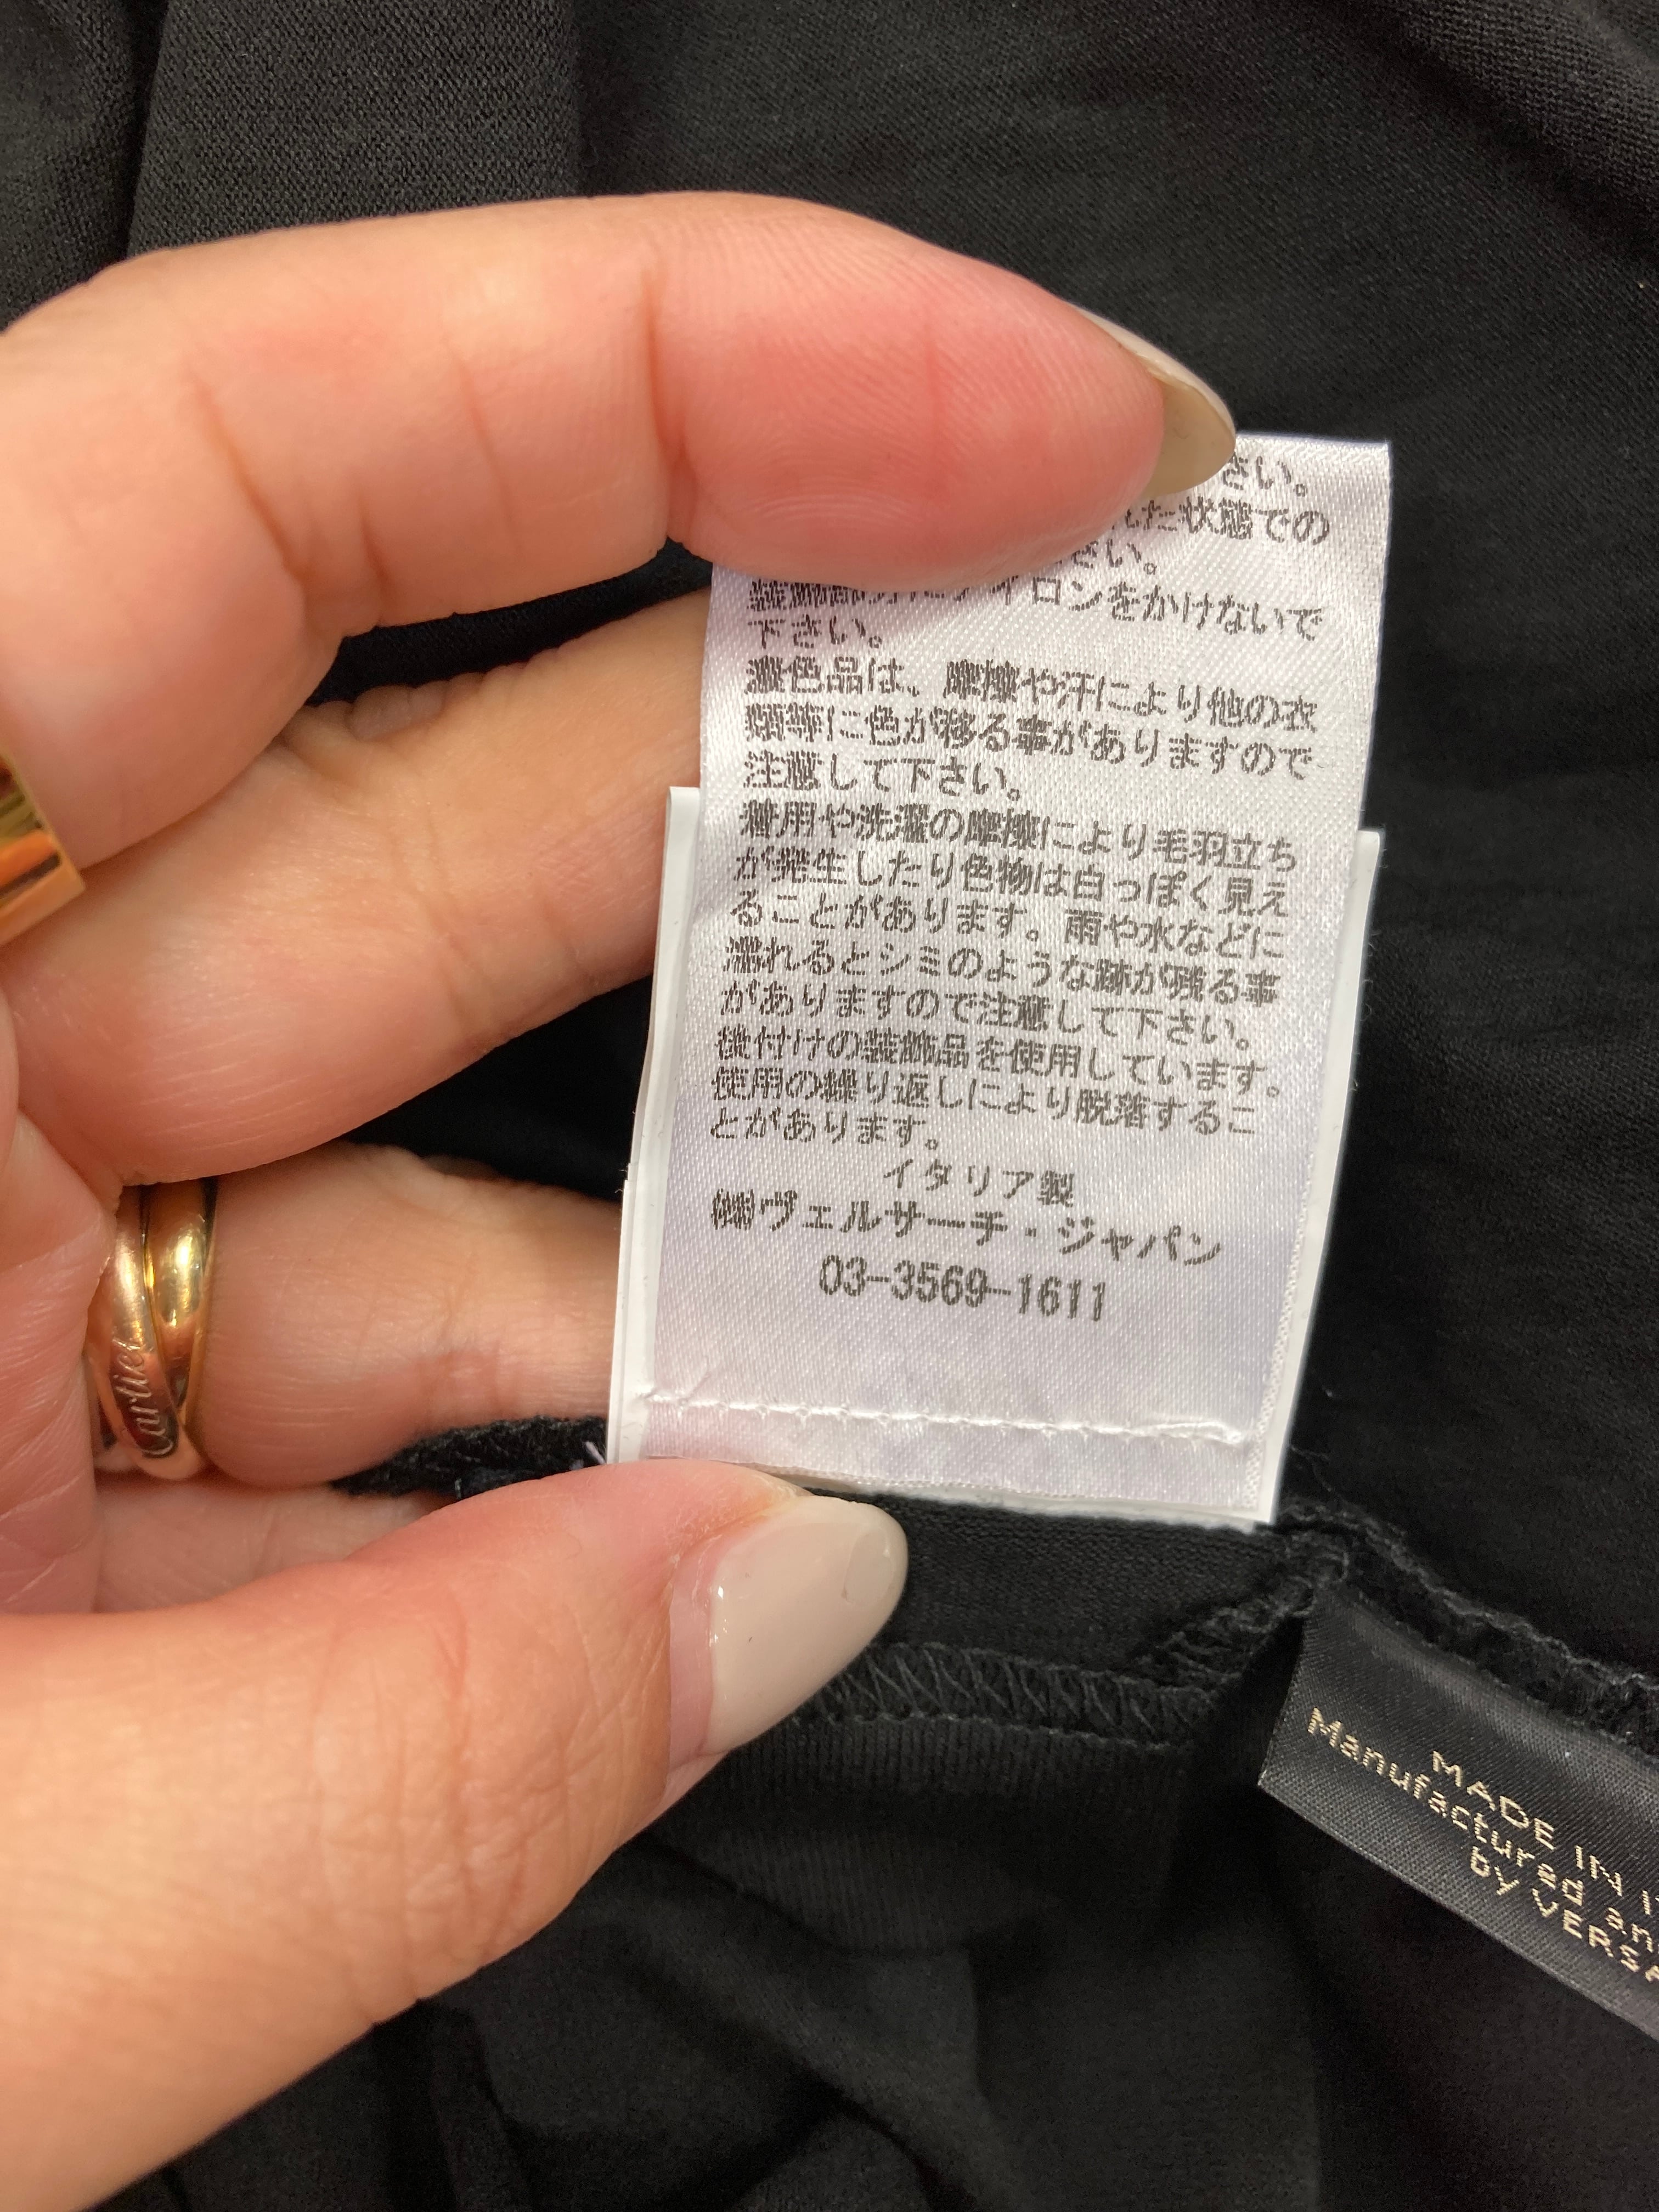 さい。
れた状態での
さい。
装飾部分にアイロンをかけないで
下さい。
濃色品は、摩擦や汗により他の衣
類等に色が移る事がありますので
注意して下さい。
着用や洗濯の摩擦により毛羽立ち
が発生したり色物は白っぽく見え
ることがあります。雨や水などに
濡れるとシミのような跡が残る事
がありますので注意して下さい。
後付けの装飾品を使用しています。
使用の繰り返しにより脱落するこ
とがあります。
イタリア製
㈱ヴェルサーチ・ジャパン
03-3569-1611
Cartier
MADE IN I
Manufactured an
by VERSA